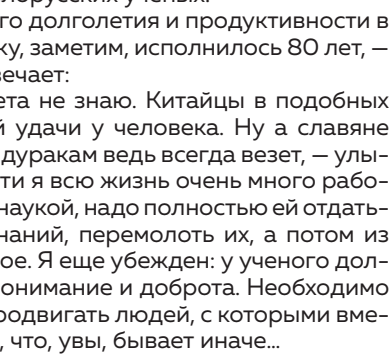 ученых.
го долголетия и продуктивности в
ку, заметим, исполнилось 80 лет, —
вечает:
ета не знаю. Китайцы в подобных
й удачи у человека. Ну а славяне
дуракам ведь всегда везет, — улы-
ти я всю жизнь очень много рабо-
наукой, надо полностью ей отдать-
наний, перемолоть их, а потом из
ое. Я еще убежден: у ученого дол-
онимание и доброта. Необходимо
родвигать людей, с которыми вме-
, что, увы, бывает иначе…